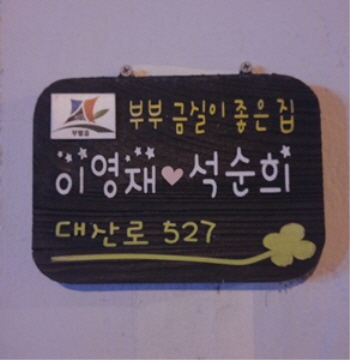 부부 금실이 좋은 집
이영재 석순희
대산로 527